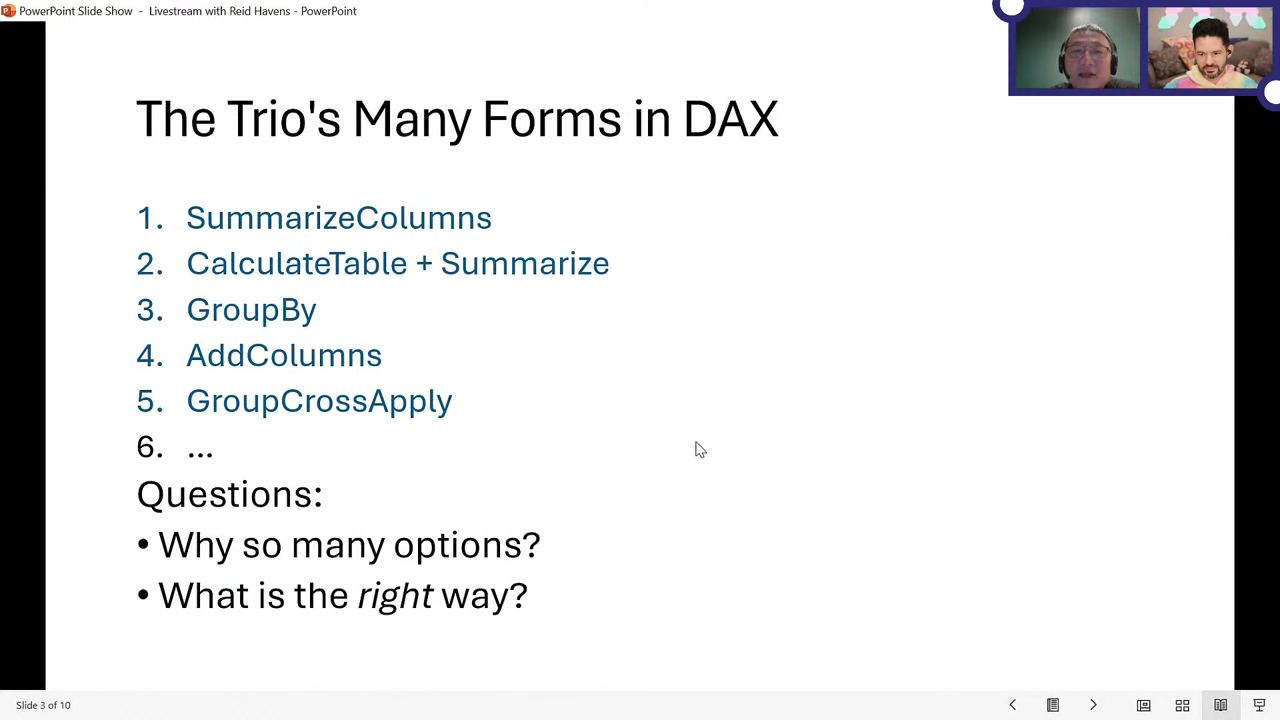 PowerPoint Slide Show - Livestream with Reid Havens - PowerPoint
The Trio's Many Forms in DAX
1. SummarizeColumns
2. CalculateTable + Summarize
3. GroupBy
4. AddColumns
5. GroupCrossApply
6. ...
Questions:
• Why so many options?
• What is the right way?
Slide 3 of 10